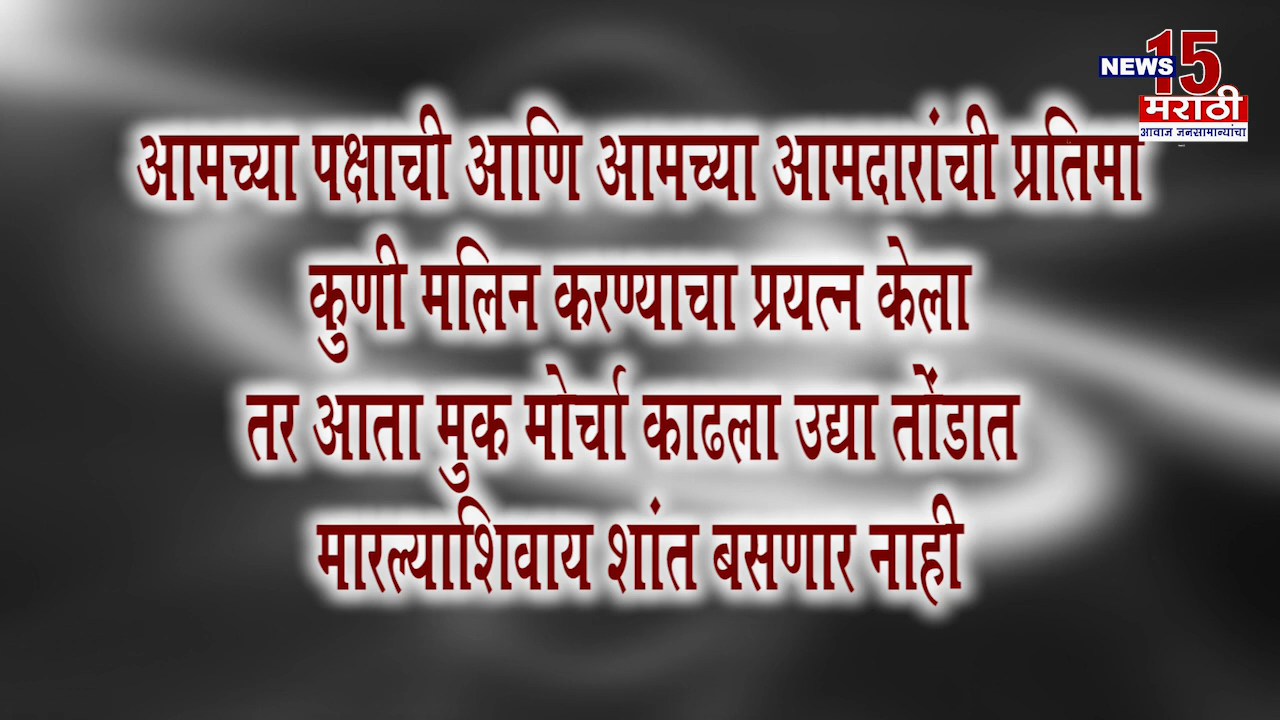 NEWS 15
मराठी
आवाज जनसामान्यांचा
आमच्या पक्षाची आणि आमच्या आमदारांची प्रतिमा
कुणी मलिन करण्याचा प्रयत्न केला
तर आता मुक मोर्चा काढला उद्या तोंडात
मारल्याशिवाय शांत बसणार नाही